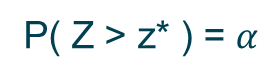 P( Z > z* ) = α